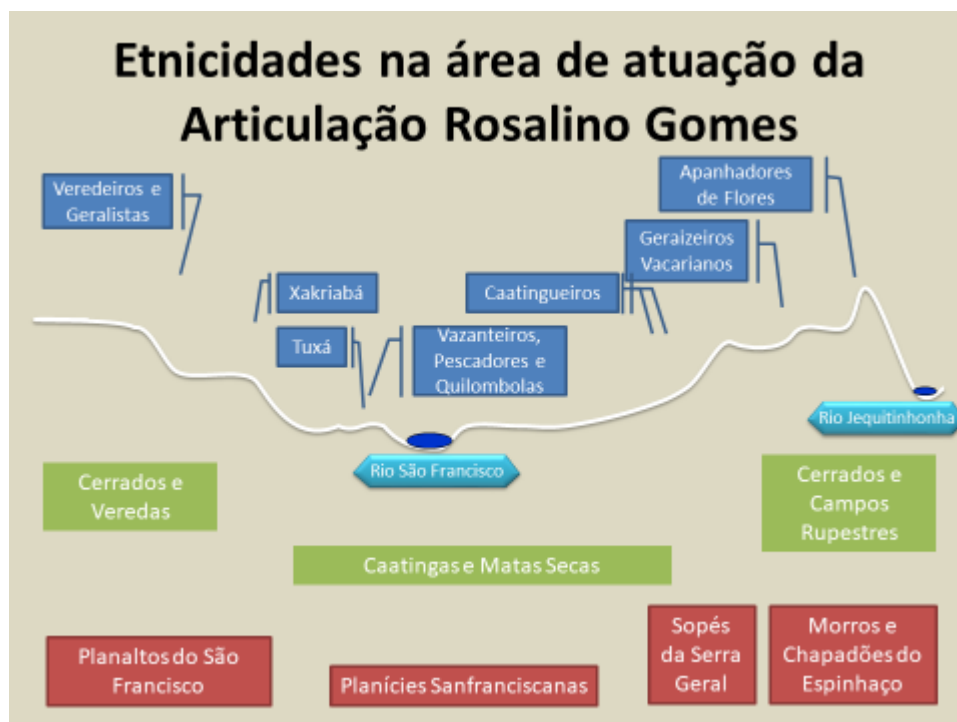 Etnicidades na área de atuação da
Articulação Rosalino Gomes
Veredeiros e
Geralistas
Apanhadores
de Flores
Geraizeiros
Vacarianos
Xakriabá
Caatingueiros
Tuxá
Vazanteiros,
Pescadores e
Quilombolas
Rio Jequitinhonha
Rio São Francisco
Cerrados e
Veredas
Cerrados e
Campos
Rupestres
Caatingas e Matas Secas
Planaltos do São
Francisco
Planícies Sanfranciscanas
Sopés
da Serra
Geral
Morros e
Chapadões do
Espinhaço